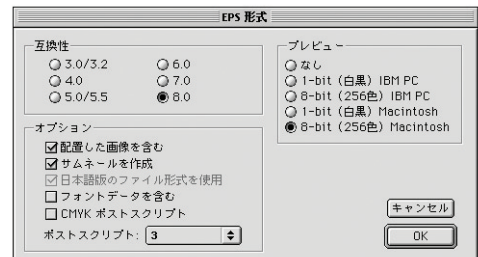 EPS 形式
互換性
3.0/3.2
6.0
4.0
7.0
5.0/5.5
8.0
オプション
配置した画像を含む
サムネールを作成
日本語版のファイル形式を使用
フォントデータを含む
CMYK ポストスクリプト
ポストスクリプト: 3
プレビュー
なし
1-bit (白黒) IBM PC
8-bit (256色) IBM PC
1-bit (白黒) Macintosh
8-bit (256色) Macintosh
キャンセル
OK